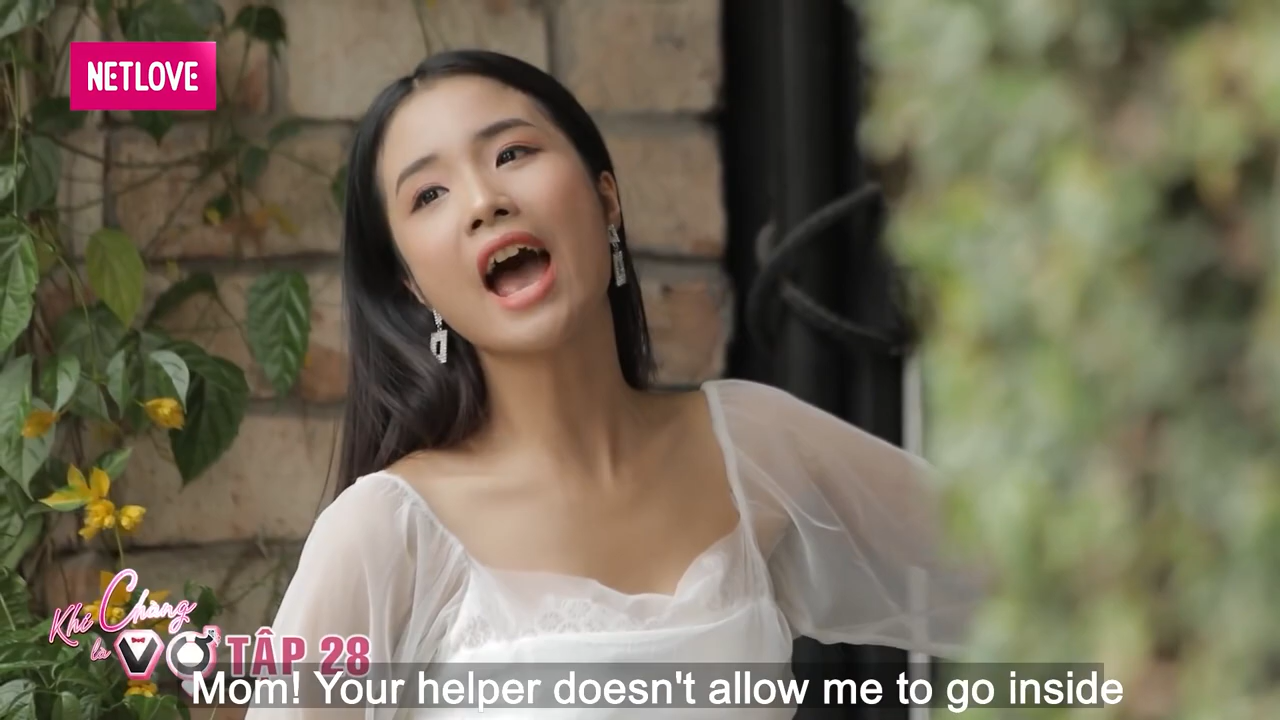 NETLOVE
Khi Chàng
là VỢ TẬP 28
Mom! Your helper doesn't allow me to go inside